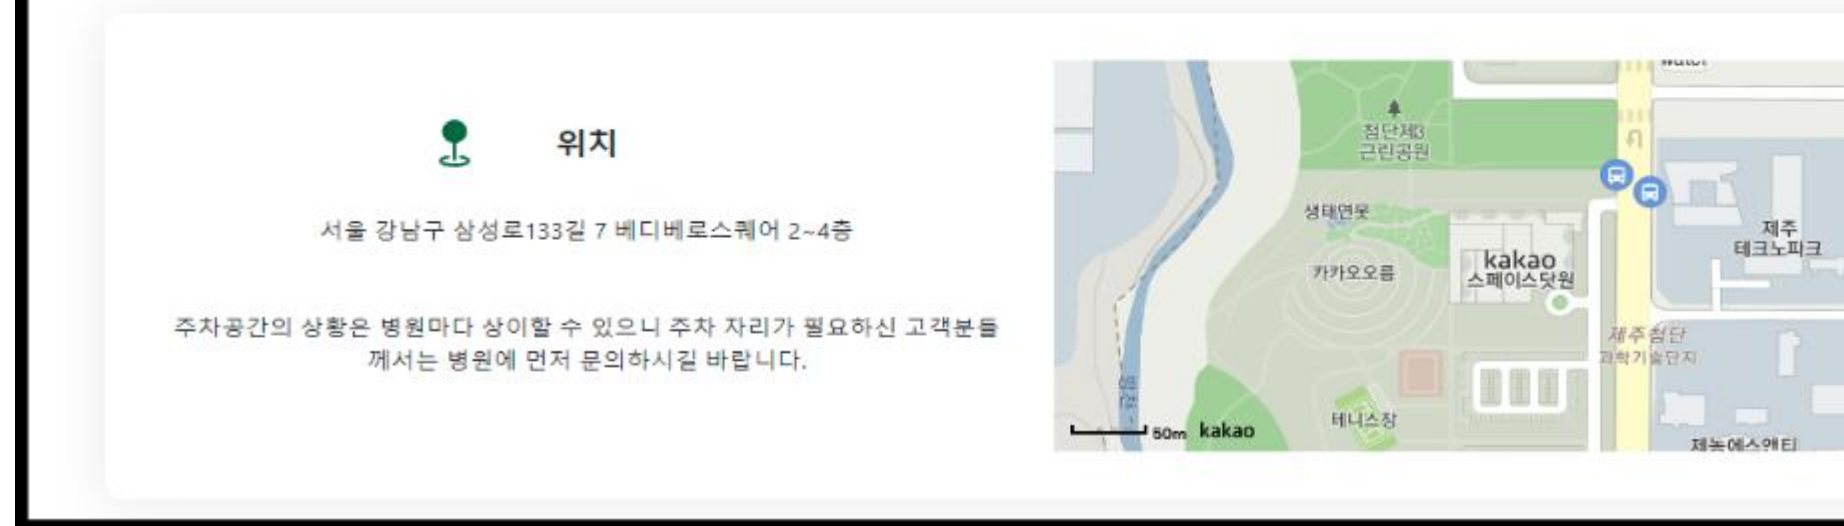 위치
서울 강남구 삼성로133길 7 베디베로스퀘어 2~4층
주차공간의 상황은 병원마다 상이할 수 있으니 주차 자리가 필요하신 고객분들
께서는 병원에 먼저 문의하시길 바랍니다.
첨단제3
근린공원
생태연못
제주
테크노파크
kakao
스페이스닷원
카카오오름
제주첨단
과학기술단지
테니스장
50m kakao
제농에스앤티